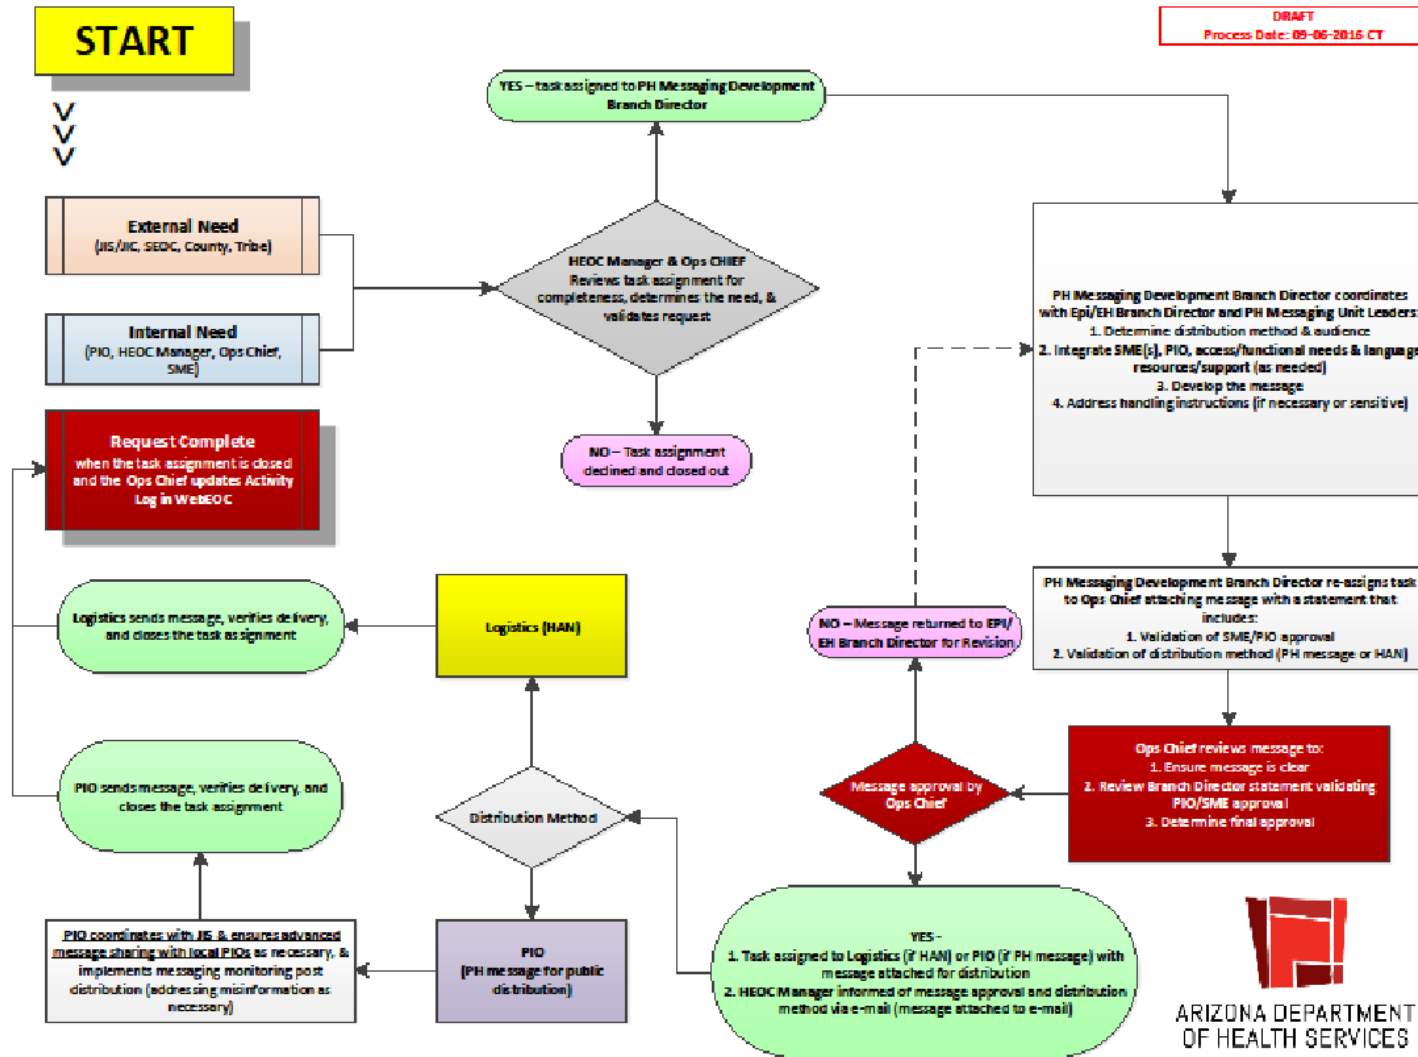 START
DRAFT
Process Date: 09-06-2016 CT
YES – task assigned to PH Messaging Development
Branch Director
External Need
(JIS/JIC, SEOC, County, Tribe)
HEOC Manager & Ops CHIEF
Reviews task assignment for
completeness, determines the need, &
validates request
Internal Need
(PIO, HEOC Manager, Ops Chief,
SME)
PH Messaging Development Branch Director coordinates
with Epi/EH Branch Director and PH Messaging Unit Leaders:
1. Determine distribution method & audience
2. Integrate SME(s), PIO, access/functional needs & language
resources/support (as needed)
3. Develop the message
4. Address handling instructions (if necessary or sensitive)
Request Complete
when the task assignment is closed
and the Ops Chief updates Activity
Log in WebEOC
NO – Task assignment
declined and closed out
Logistics sends message, verifies delivery,
and closes the task assignment
Logistics (HAN)
NO – Message returned to EPI/
EH Branch Director for Revision
PH Messaging Development Branch Director re-assigns task
to Ops Chief attaching message with a statement that
includes:
1. Validation of SME/PIO approval
2. Validation of distribution method (PH message or HAN)
PIO sends message, verifies delivery, and
closes the task assignment
Distribution Method
Message approval by
Ops Chief
Ops Chief reviews message to:
1. Ensure message is clear
2. Review Branch Director statement validating
PIO/SME approval
3. Determine final approval
PIO coordinates with JIS & ensures advanced
message sharing with local PIOs as necessary, &
implements messaging monitoring post
distribution (addressing misinformation as
necessary)
PIO
(PH message for public
distribution)
YES –
1. Task assigned to Logistics (if HAN) or PIO (if PH message) with
message attached for distribution
2. HEOC Manager informed of message approval and distribution
method via e-mail (message attached to e-mail)
ARIZONA DEPARTMENT
OF HEALTH SERVICES